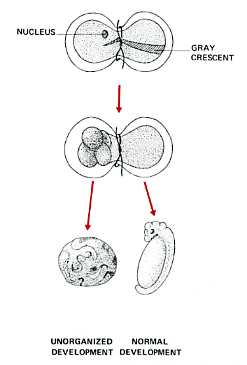 NUCLEUS
GRAY
CRESCENT
UNORGANIZED
DEVELOPMENT
NORMAL
DEVELOPMENT